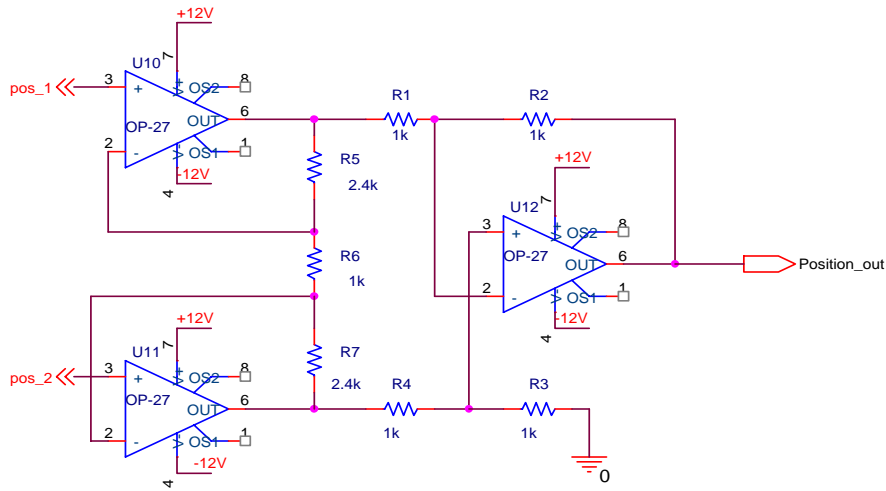 +12V
U10
7
3
pos_1
+
V+
OS2
8
OUT
6
OP-27
2
-
V-
OS1
1
4
-12V
R1
1k
R2
1k
R5
2.4k
R6
1k
+12V
U12
7
3
+
V+
OS2
8
OP-27
OUT
6
Position_out
2
-
V-
OS1
1
4
-12V
+12V
U11
7
R7
2.4k
pos_2
3
+
V+
OS2
8
OP-27
OUT
6
2
-
V-
OS1
1
4
-12V
R4
1k
R3
1k
0